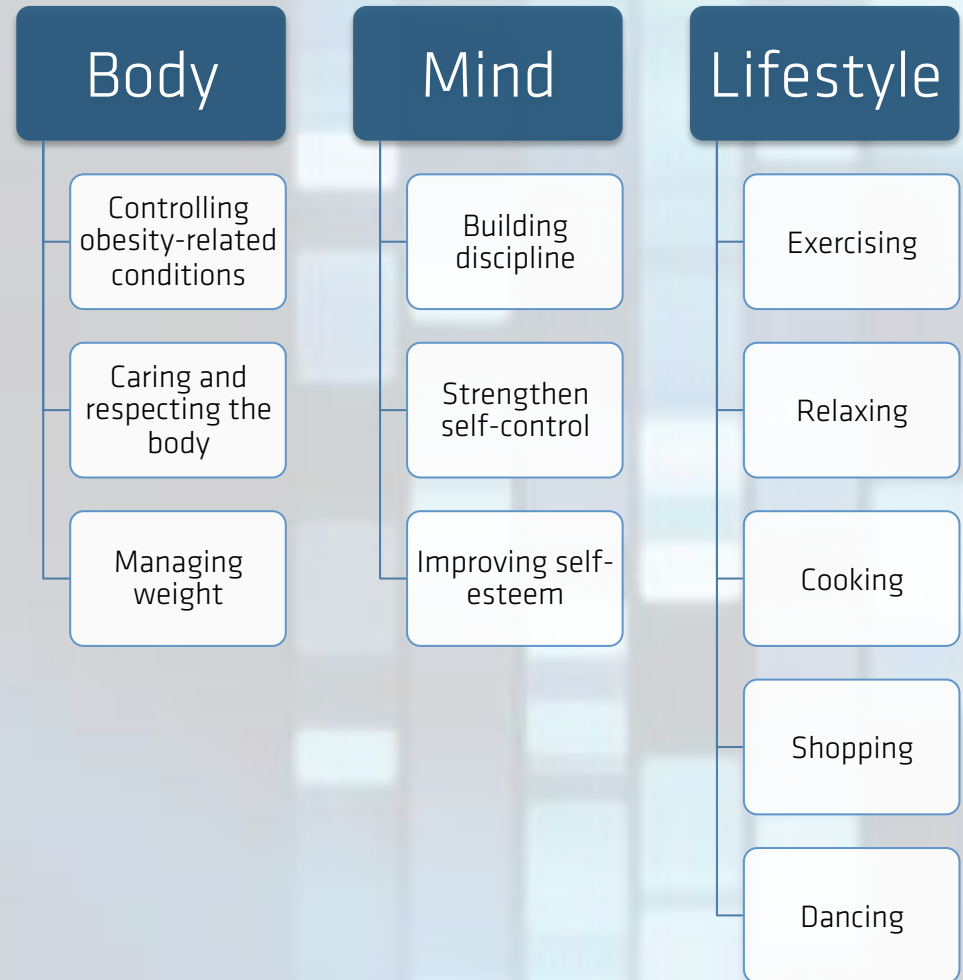 Body
Controlling
obesity-related
conditions
Caring and
respecting the
body
Managing
weight
Mind
Building
discipline
Strengthen
self-control
Improving self-
esteem
Lifestyle
Exercising
Relaxing
Cooking
Shopping
Dancing